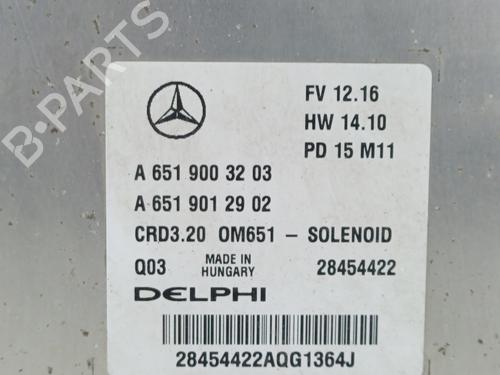 FV 12.16
HW 14.10
PD 15 M11
A 651 900 32 03
A 651 901 29 02
CRD3.20 OM651 – SOLENOID
Q03 MADE IN HUNGARY 28454422
DELPHI
28454422AQG1364J
B-PARTS